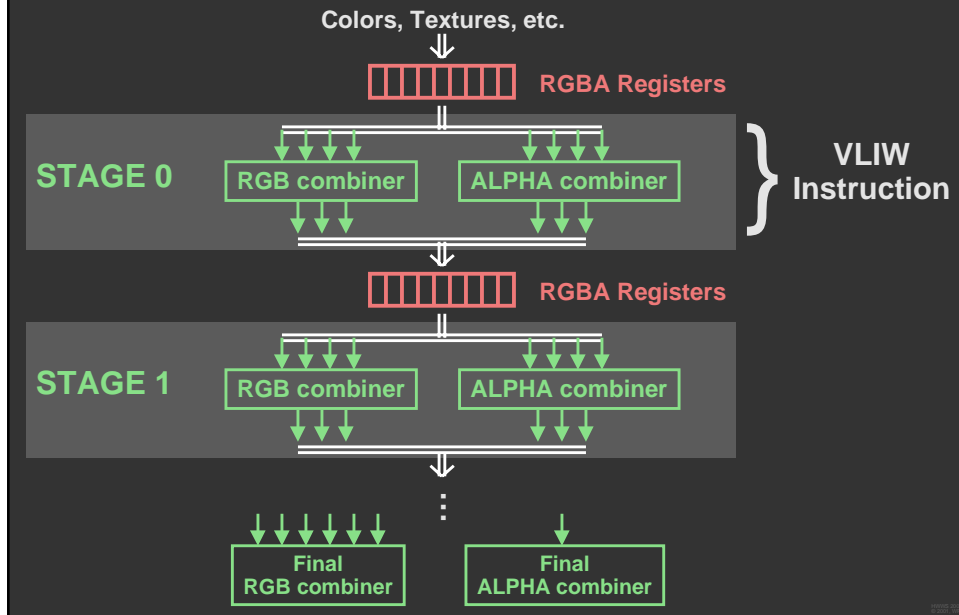 Colors, Textures, etc.
RGBA Registers
STAGE 0
RGB combiner
ALPHA combiner
VLIW
Instruction
RGBA Registers
STAGE 1
RGB combiner
ALPHA combiner
Final
RGB combiner
Final
ALPHA combiner